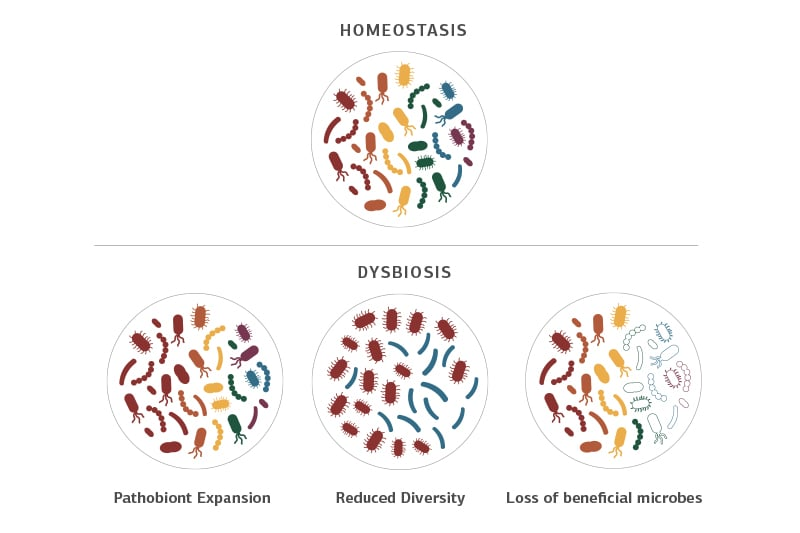 HOMEOSTASIS
DYSBIOSIS
Pathobiont Expansion
Reduced Diversity
Loss of beneficial microbes